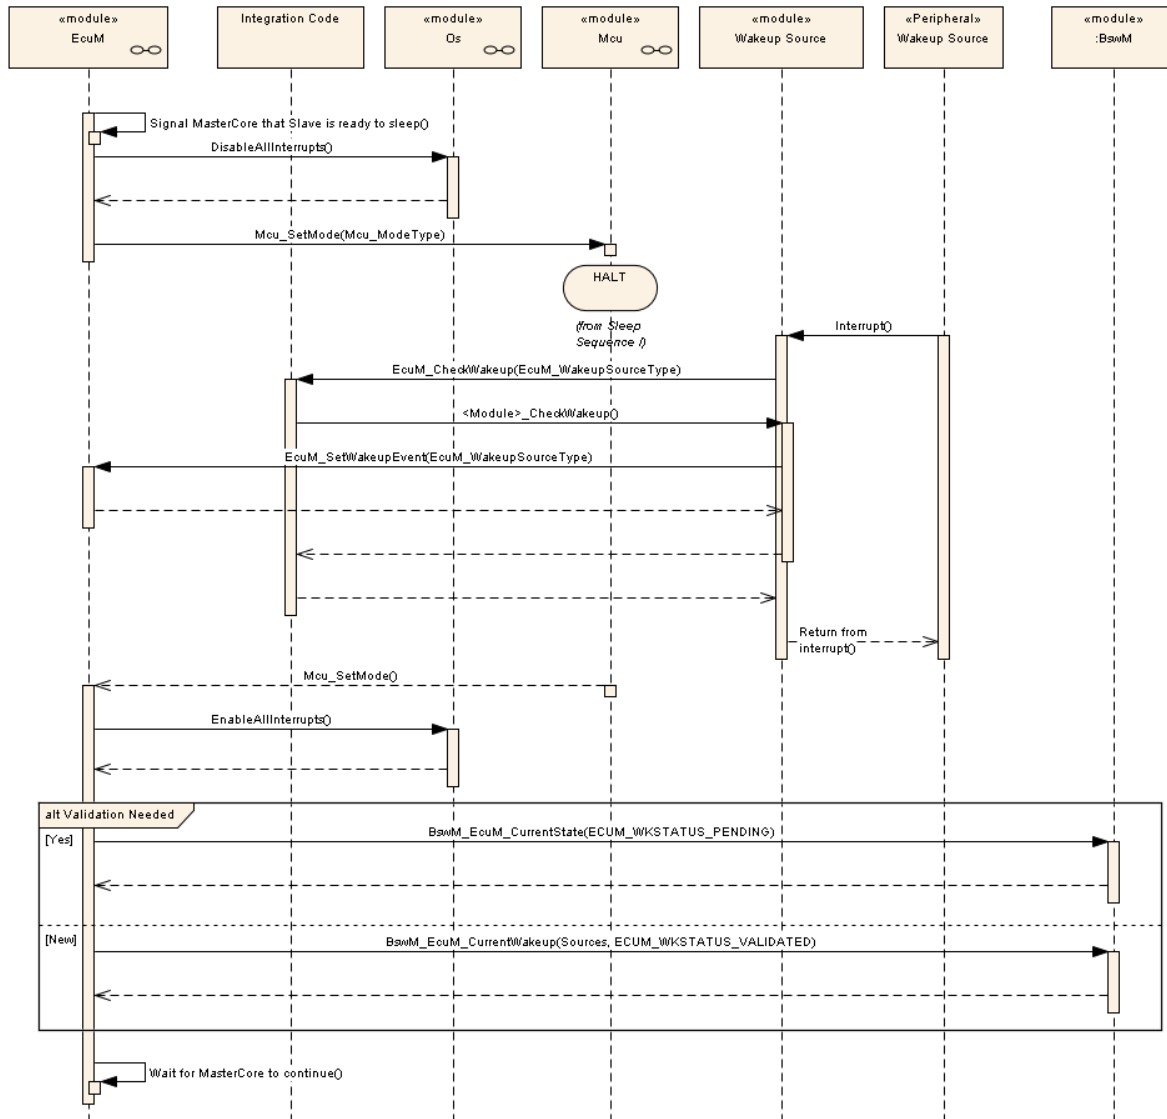 «module»
EcuM
Integration Code
«module»
Os
«module»
Mcu
«module»
Wakeup Source
«Peripheral»
Wakeup Source
«module»
:BswM
Signal MasterCore that Slave is ready to sleep()
DisableAllInterrupts()
Mcu_SetMode(Mcu_ModeType)
HALT
(from Sleep
Sequence I)
Interrupt()
EcuM_CheckWakeup(EcuM_WakeupSourceType)
<Module>_CheckWakeup()
EcuM_SetWakeupEvent(EcuM_WakeupSourceType)
Return from
interrupt()
Mcu_SetMode()
EnableAllInterrupts()
alt Validation Needed
[Yes]
BswM_EcuM_CurrentState(ECUM_WKSTATUS_PENDING)
[New]
BswM_EcuM_CurrentWakeup(Sources, ECUM_WKSTATUS_VALIDATED)
Wait for MasterCore to continue()